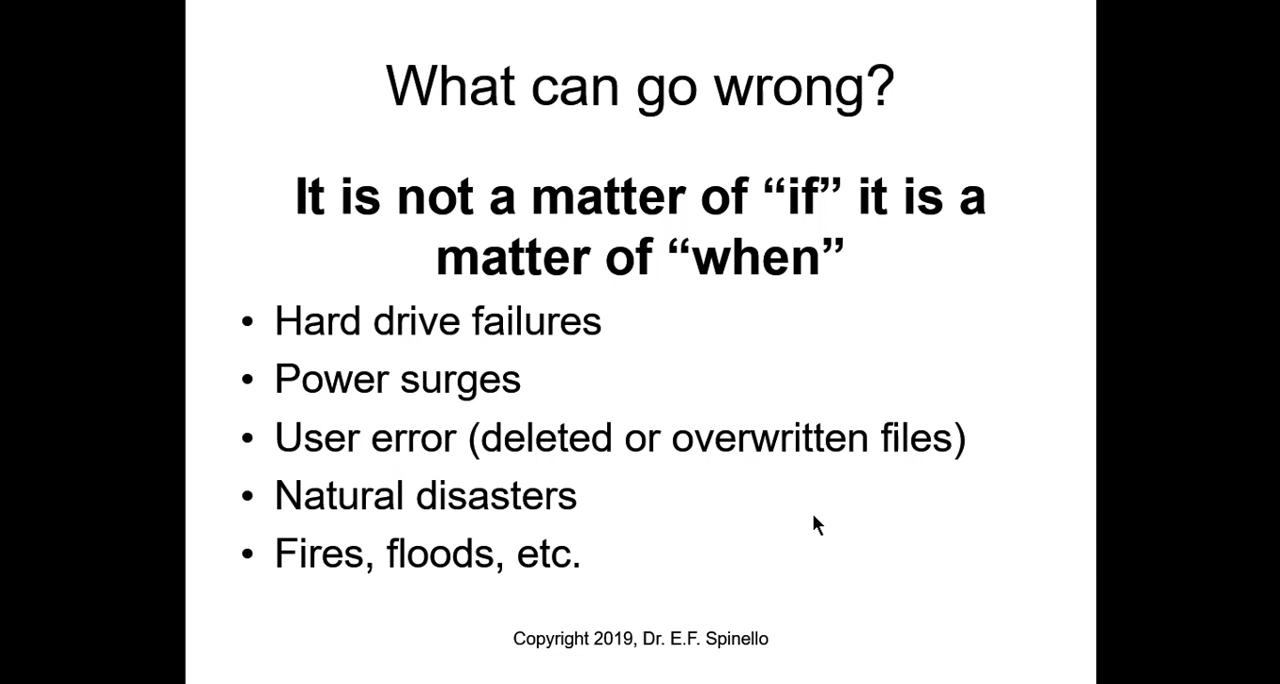 What can go wrong?
It is not a matter of “if” it is a
matter of “when”
• Hard drive failures
• Power surges
• User error (deleted or overwritten files)
• Natural disasters
• Fires, floods, etc.
Copyright 2019, Dr. E.F. Spinello